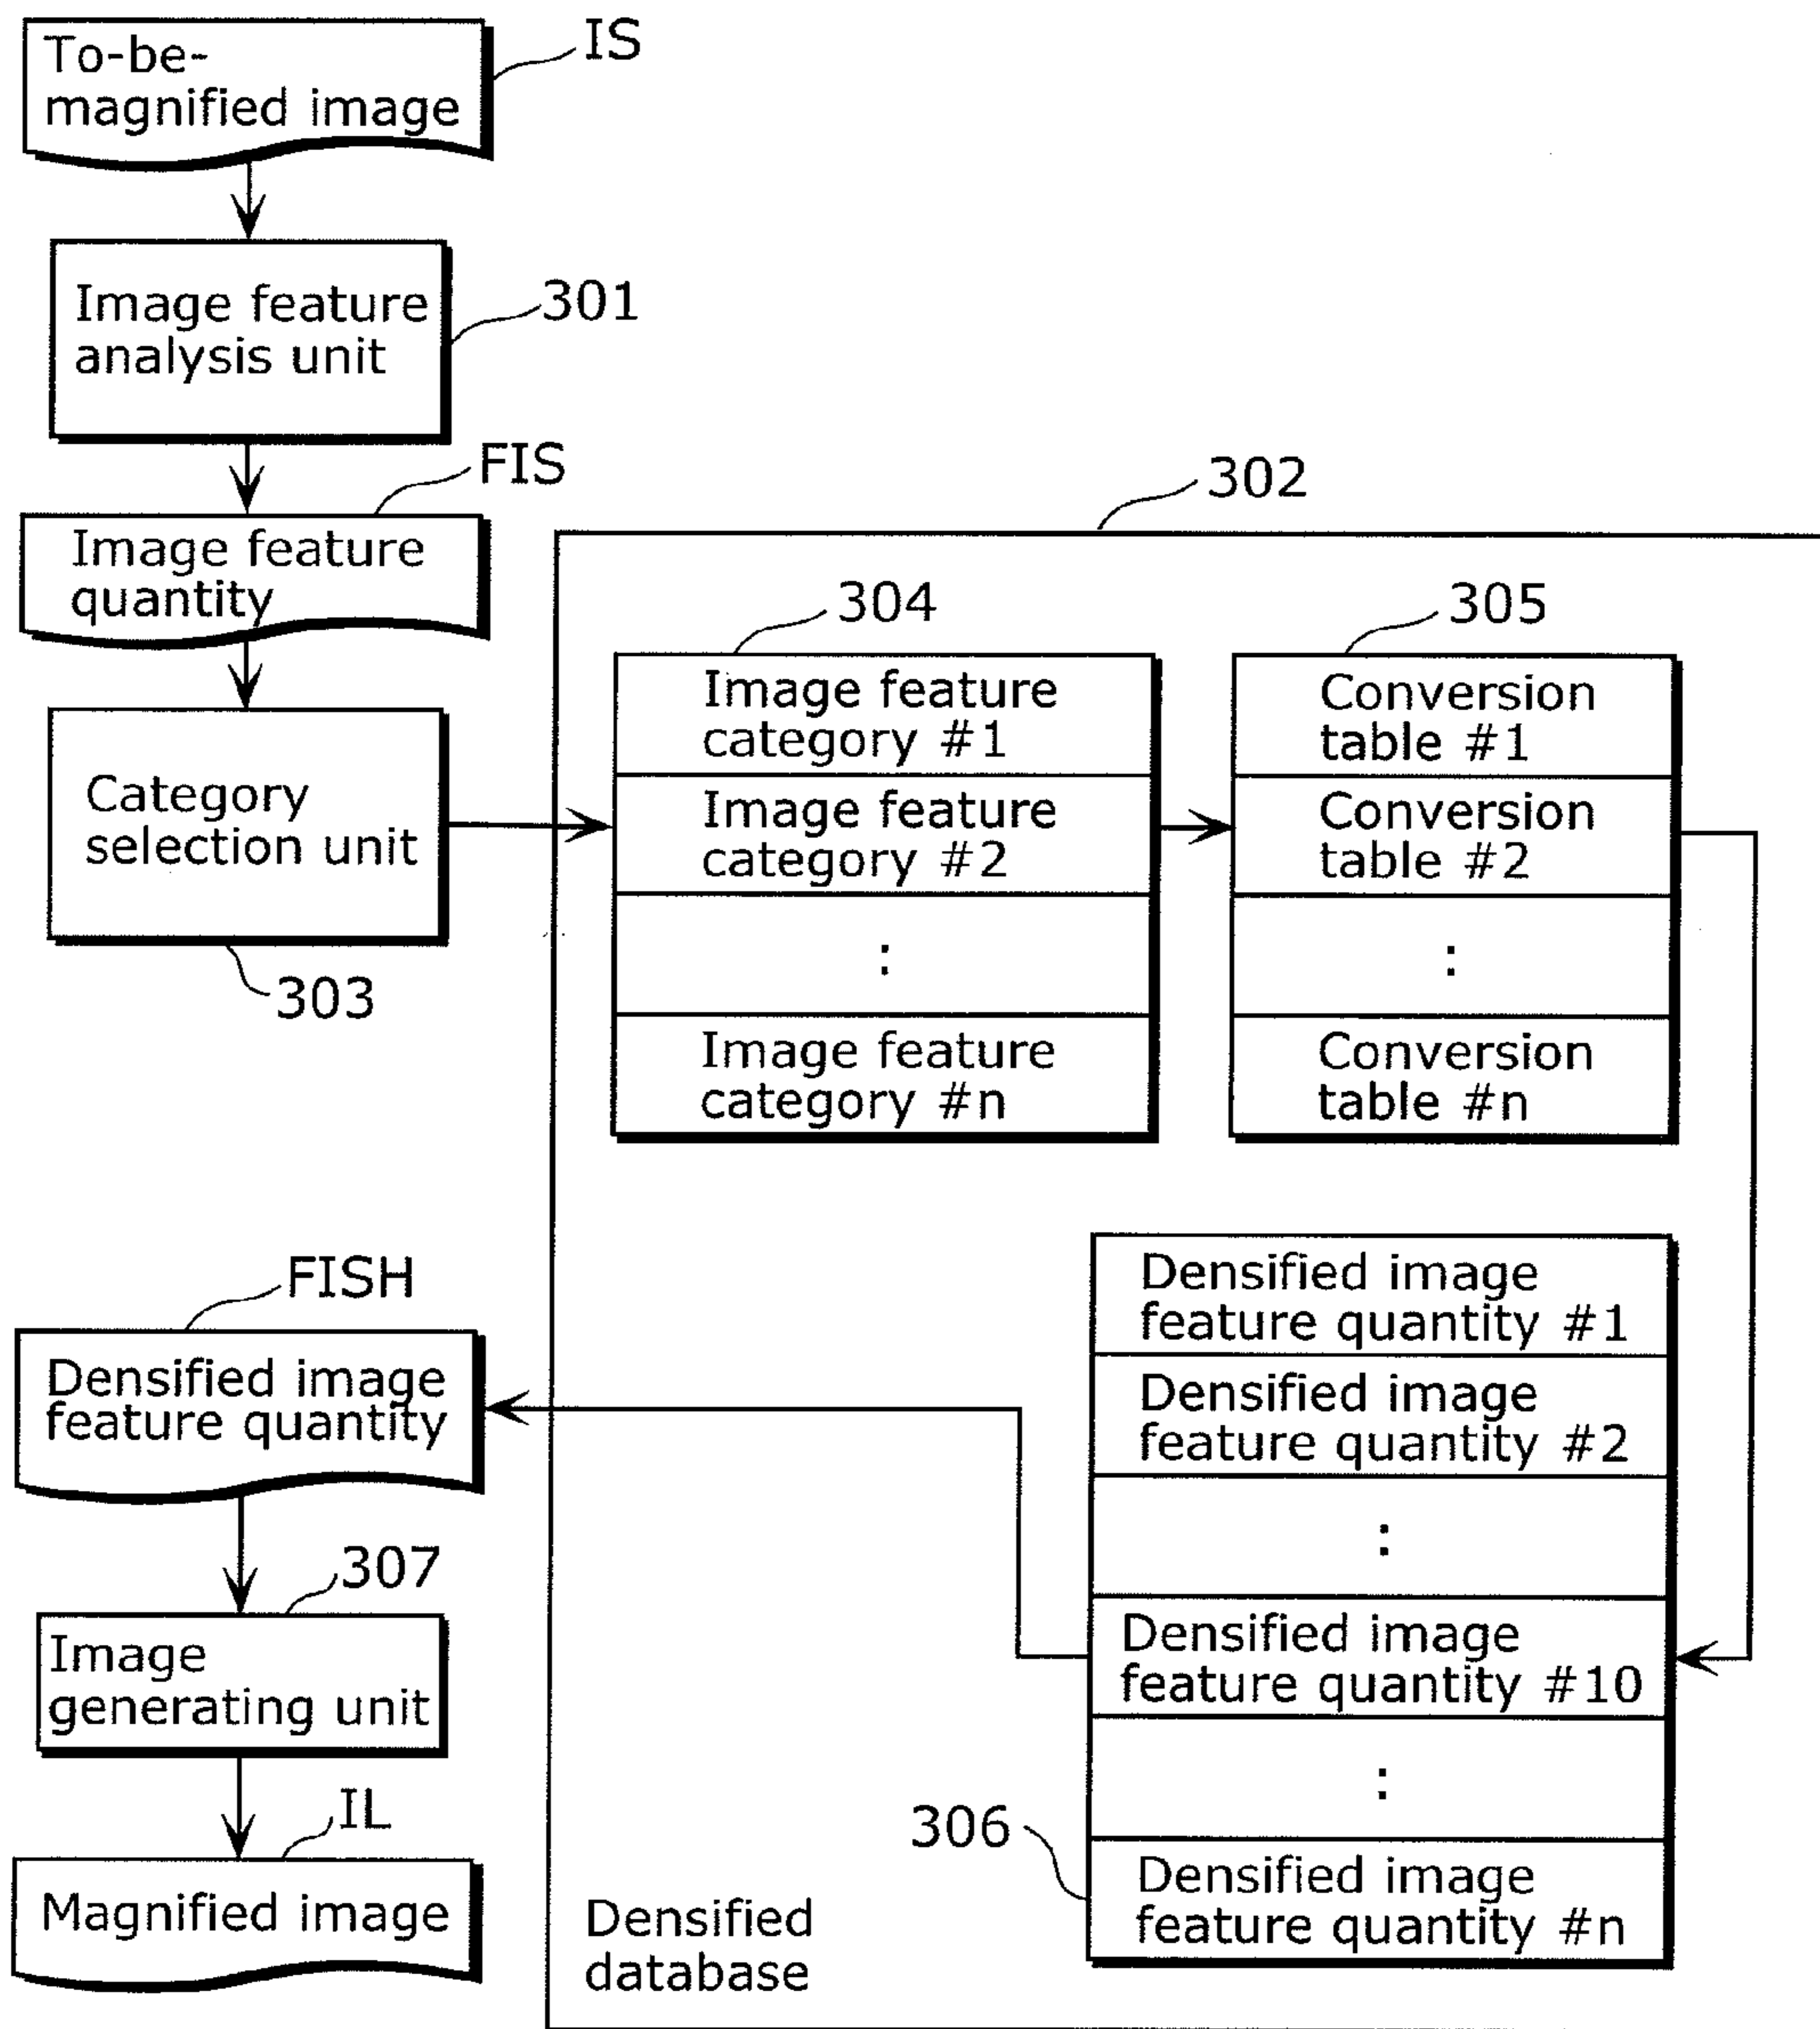 To-be-
magnified image
IS
Image feature
analysis unit
301
FIS
Image feature
quantity
Category
selection unit
303
302
304
Image feature
category #1
Image feature
category #2
:
Image feature
category #n
305
Conversion
table #1
Conversion
table #2
:
Conversion
table #n
Densified image
feature quantity #1
Densified image
feature quantity #2
:
Densified image
feature quantity #10
:
Densified image
feature quantity #n
306
Densified
database
FISH
Densified image
feature quantity
307
Image
generating unit
IL
Magnified image